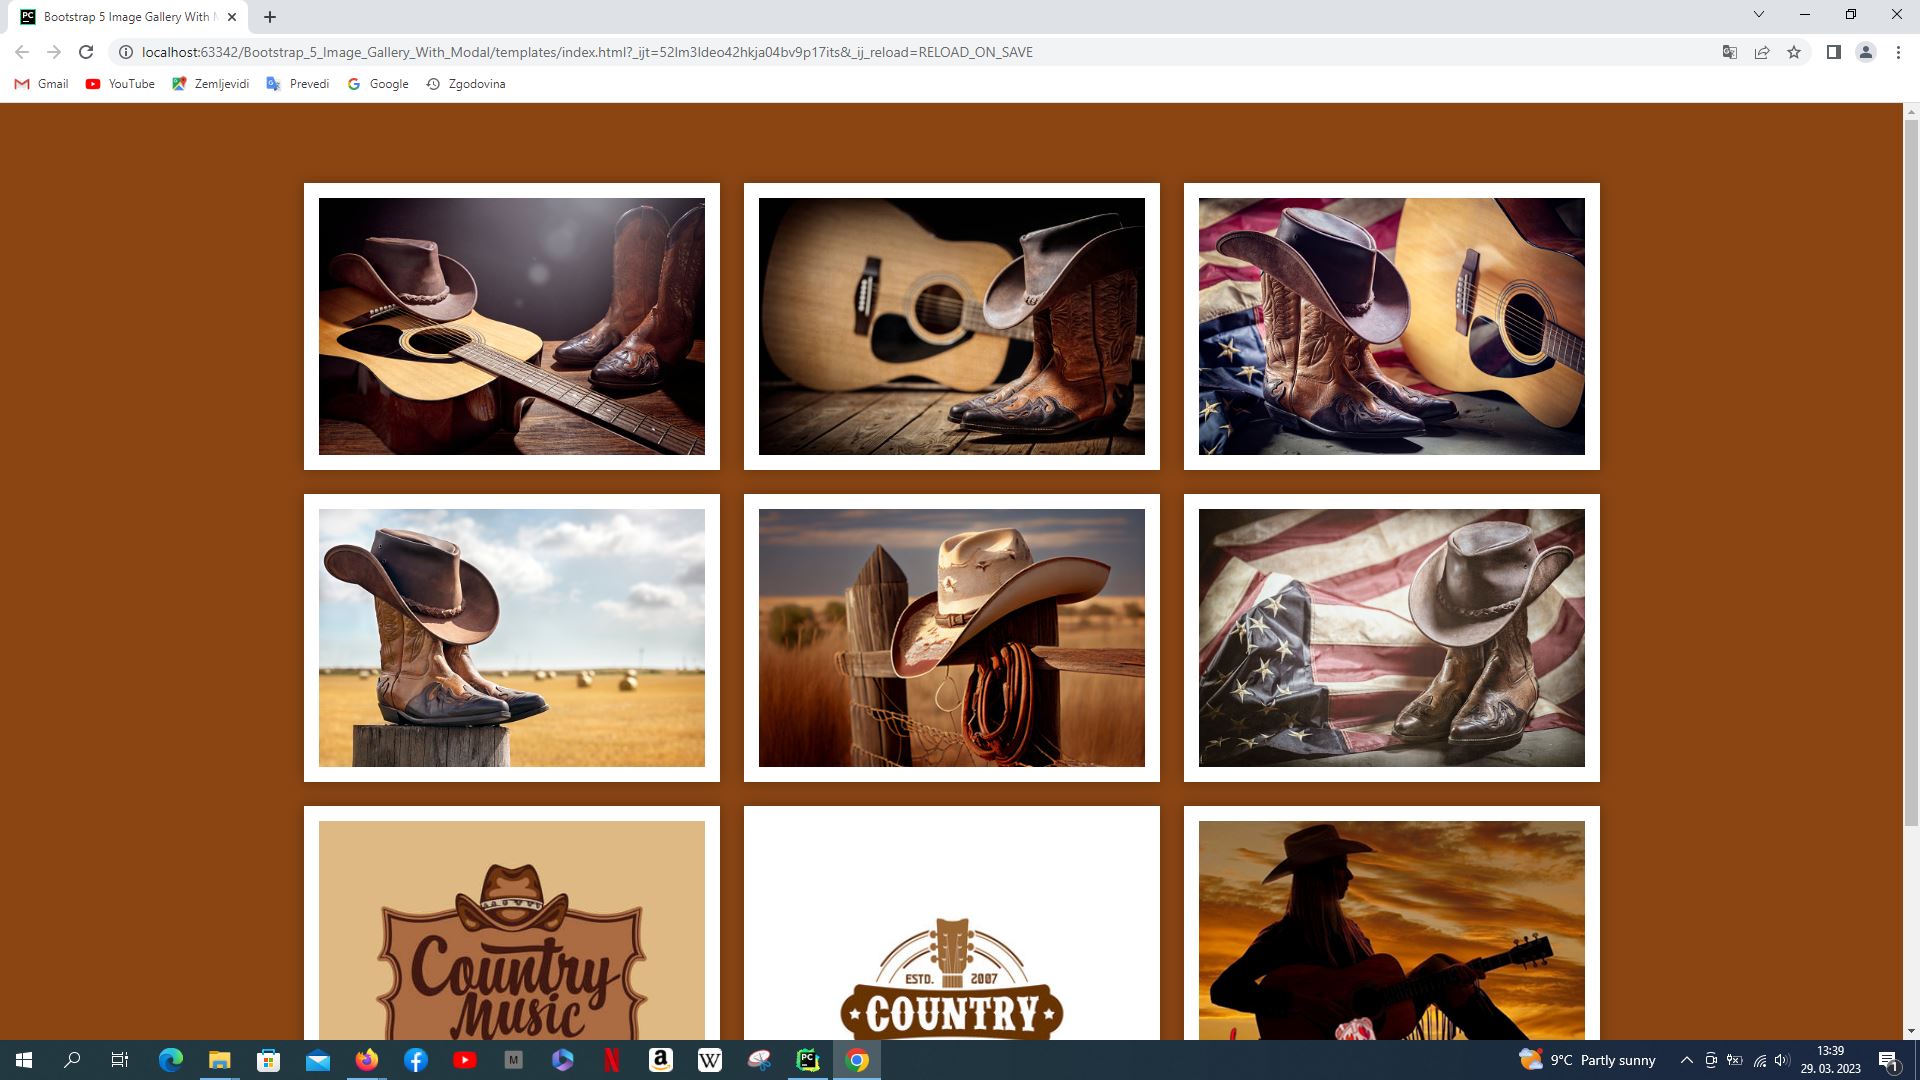 Bootstrap 5 Image Gallery With
localhost:63342/Bootstrap_5_Image_Gallery_With_Modal/templates/index.html?_ijt=52lm3ldeo42hkja04bv9p17its&_ij_reload=RELOAD_ON_SAVE
Gmail YouTube Zemljevidi Prevedi Google Zgodovina
Country
Music
ESTD. 2007
COUNTRY
9°C Partly sunny
13:39
29. 03. 2023
1